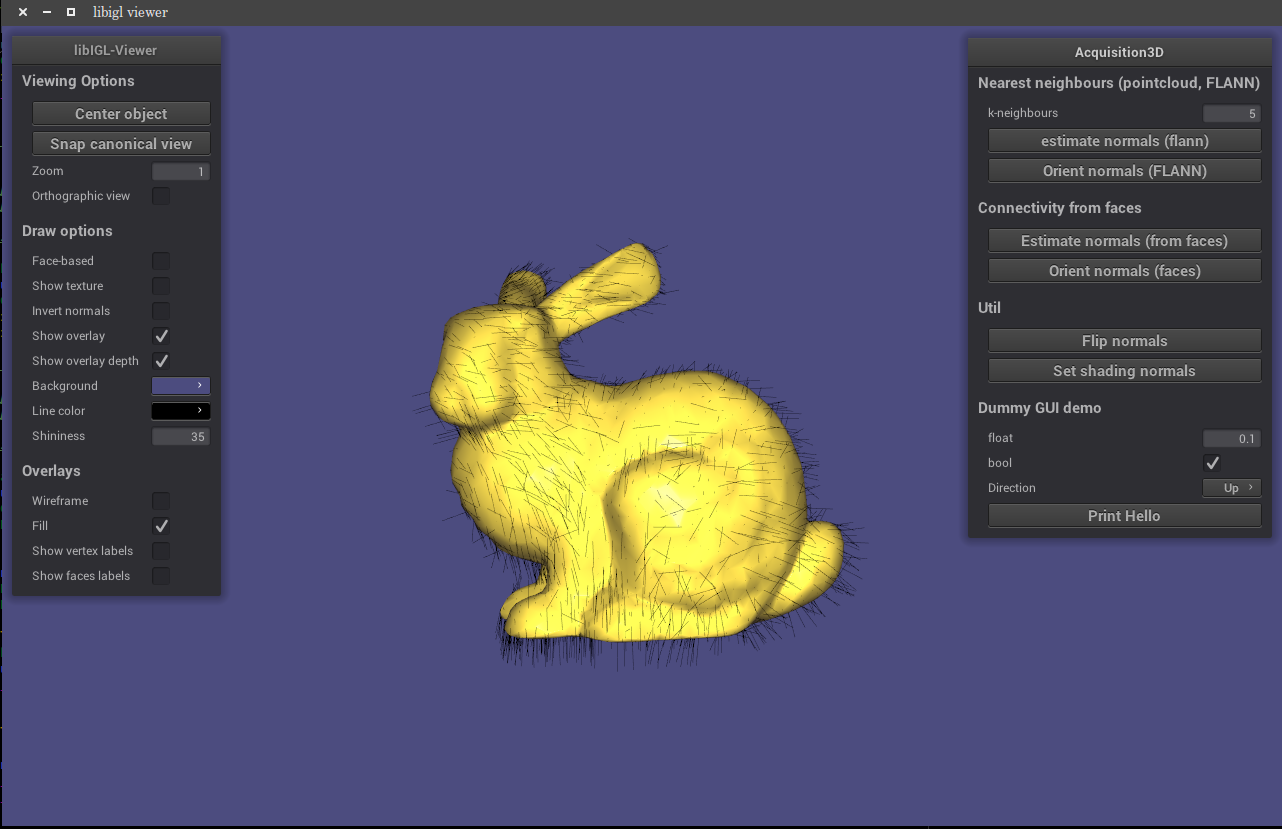 libigl viewer
libIGL-Viewer
Viewing Options
Center object
Snap canonical view
Zoom 1
Orthographic view
Draw options
Face-based
Show texture
Invert normals
Show overlay
Show overlay depth
Background
Line color
Shininess 35
Overlays
Wireframe
Fill
Show vertex labels
Show faces labels
Acquisition3D
Nearest neighbours (pointcloud, FLANN)
k-neighbours 5
estimate normals (flann)
Orient normals (FLANN)
Connectivity from faces
Estimate normals (from faces)
Orient normals (faces)
Util
Flip normals
Set shading normals
Dummy GUI demo
float 0.1
bool
Direction Up
Print Hello